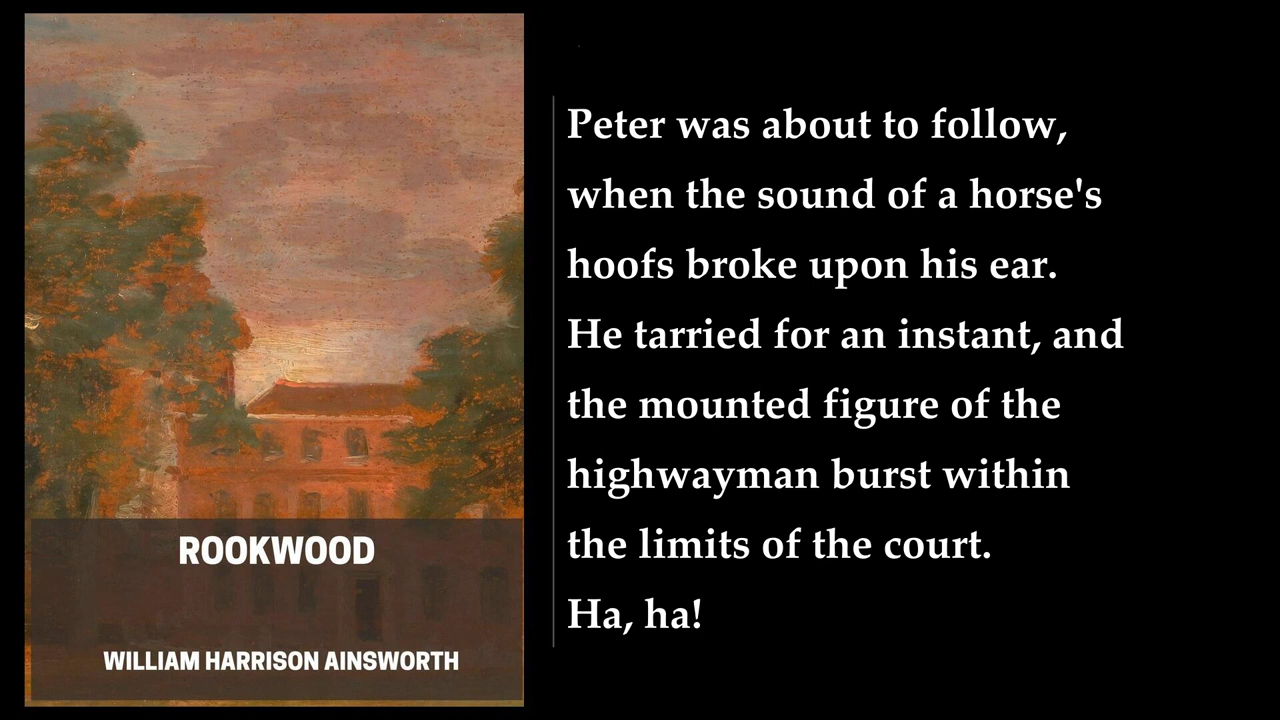 ROOKWOOD
WILLIAM HARRISON AINSWORTH
Peter was about to follow,
when the sound of a horse's
hoofs broke upon his ear.
He tarried for an instant, and
the mounted figure of the
highwayman burst within
the limits of the court.
Ha, ha!